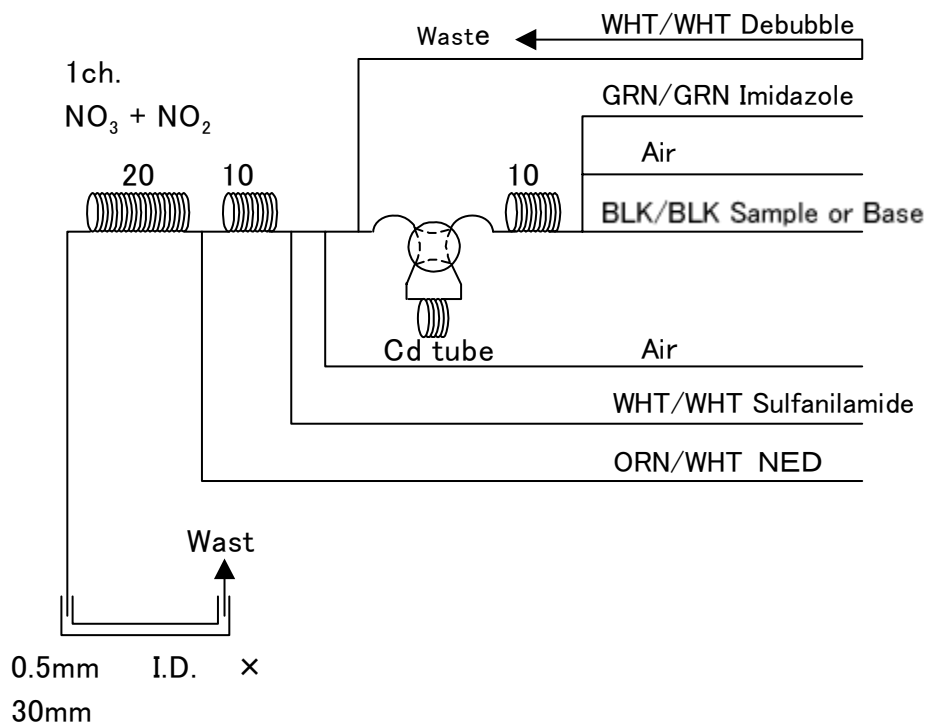 WHT/WHT Debubble
Waste
1ch.
NO₃ + NO₂
GRN/GRN Imidazole
Air
20
10
10
BLK/BLK Sample or Base
Cd tube
Air
WHT/WHT Sulfanilamide
ORN/WHT NED
Wast
0.5mm I.D. ×
30mm